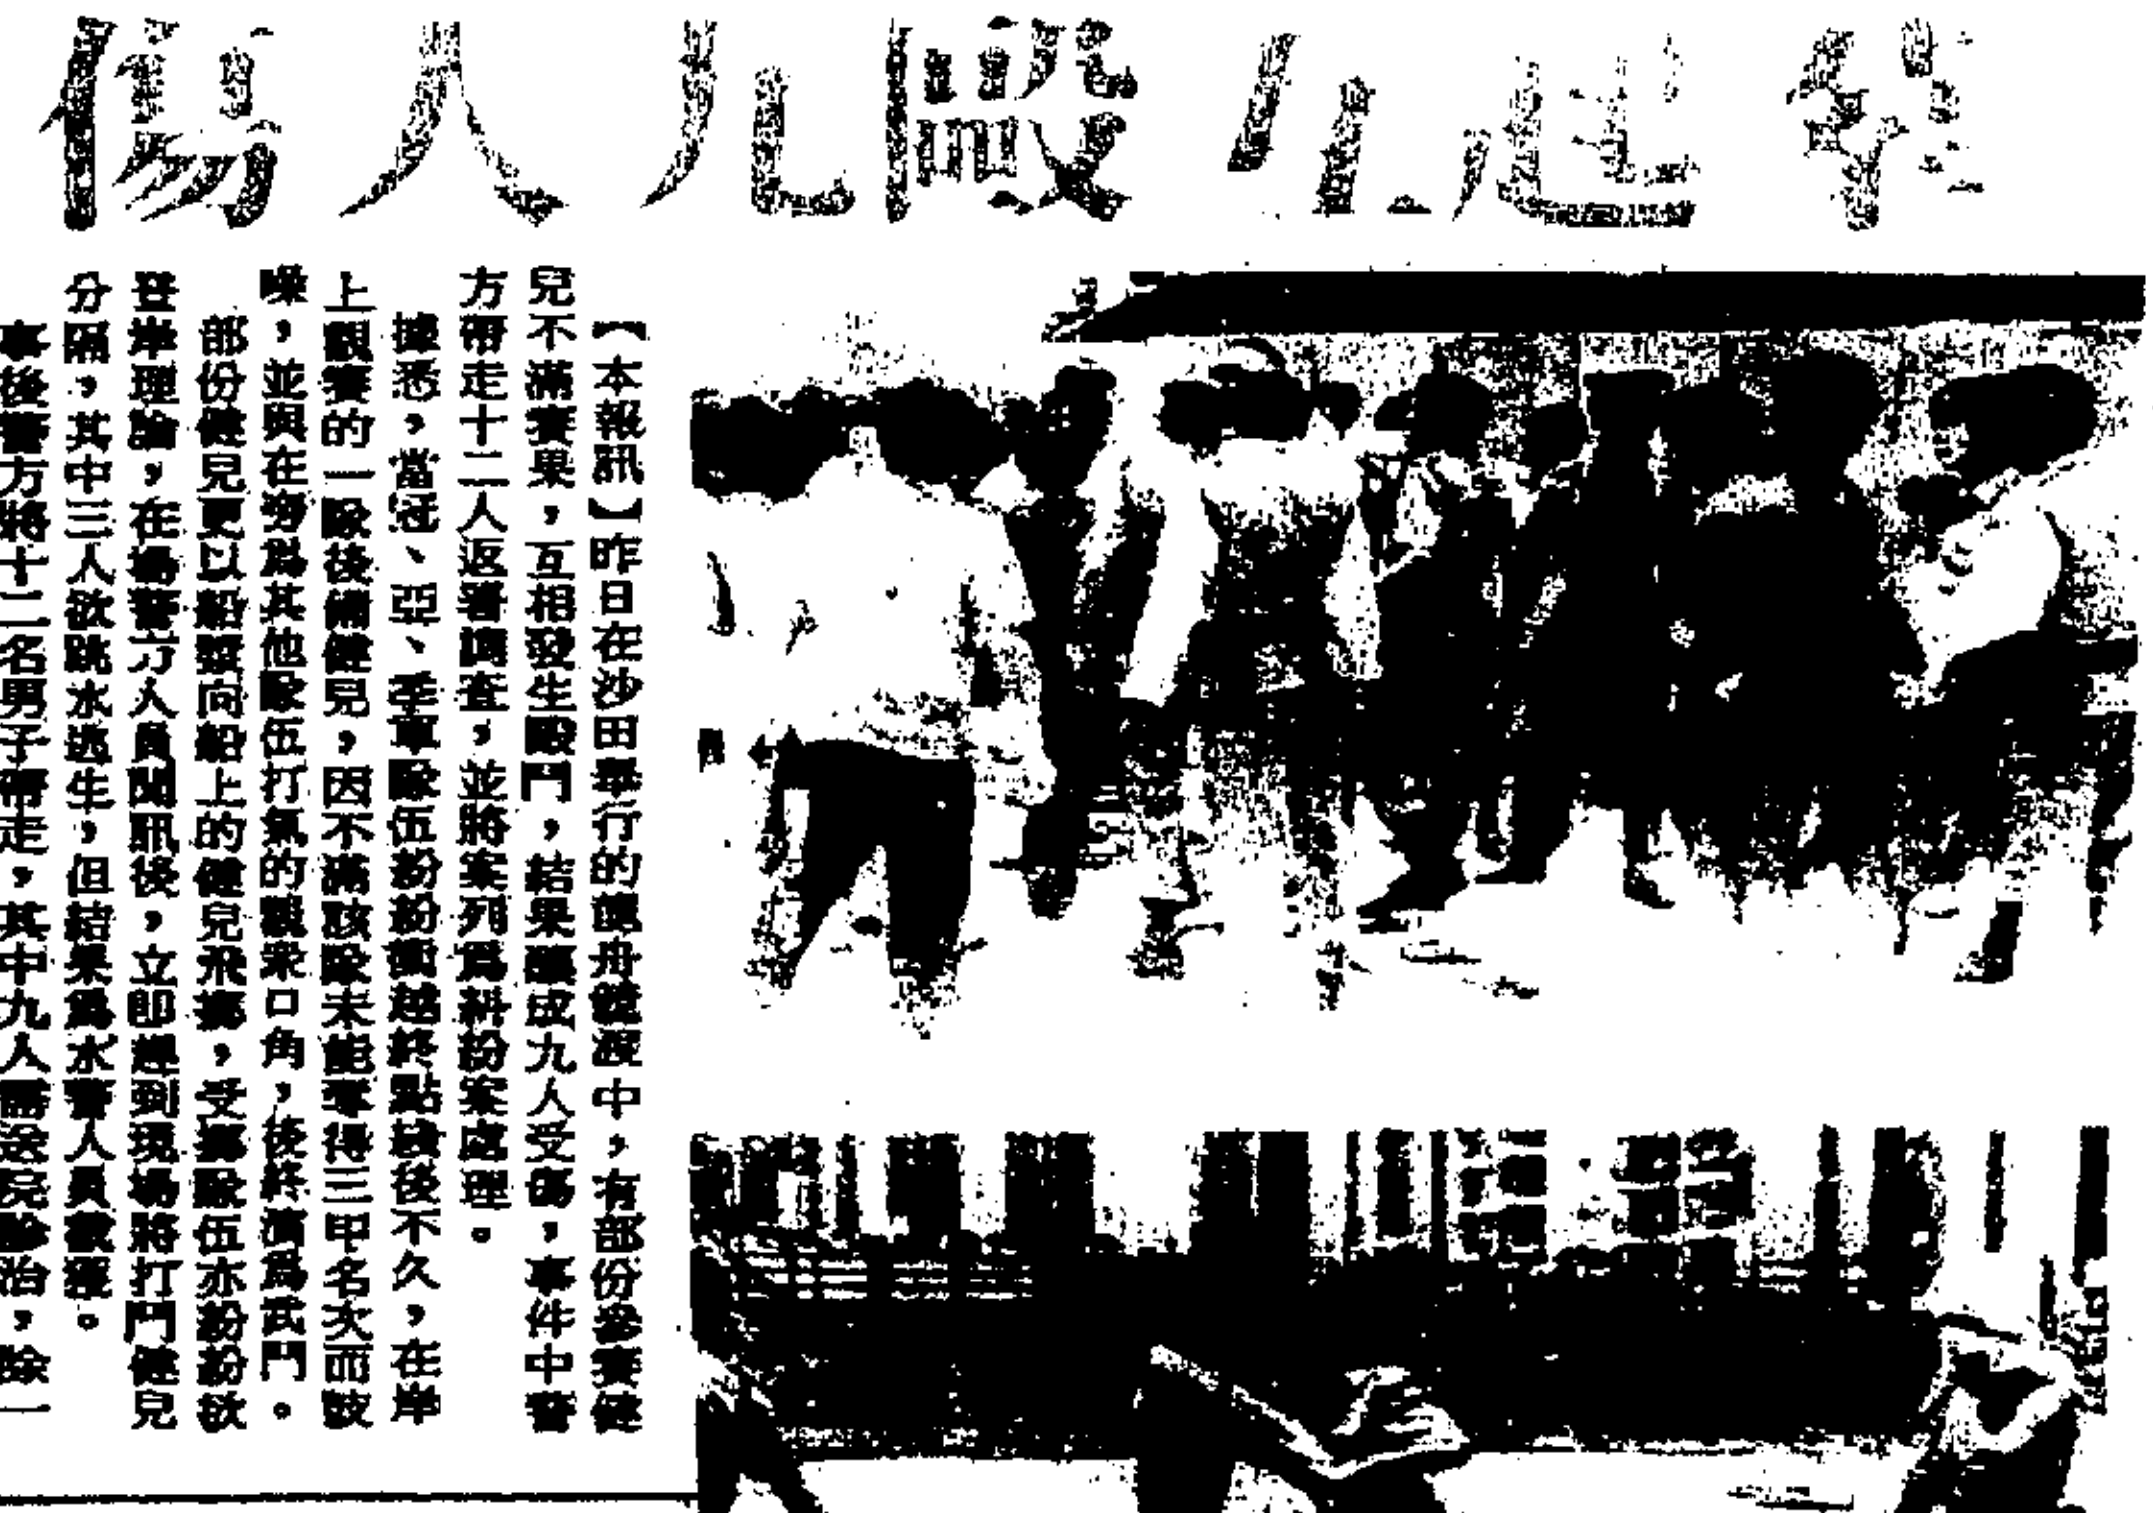 毆九人傷
【本報訊】昨日在沙田舉行的龍舟競渡中，有部份參賽健
兒不滿賽果，互相發生毆鬥，結果釀成九人受傷，事件中警
方帶走十二人返署調查，並將案列爲糾紛案處理。
據悉，當冠、亞、季軍隊伍紛紛衝越終點綫後不久，在岸
上觀賽的一隊後備健兒，因不滿該隊未能奪得三甲名次而鼓
噪，並與在旁爲其他隊伍打氣的觀衆口角，後終演爲武鬥。
部份健兒更以船槳向船上的健兒飛擲，受擲隊伍亦紛紛欲
登岸理論，在場警方人員聞訊後，立即趕到現場將打鬥健兒
分隔，其中三人欲跳水逃生，但結果爲水警人員截獲。
事後警方將十二名男子帶走，其中九人需送院診治，除一